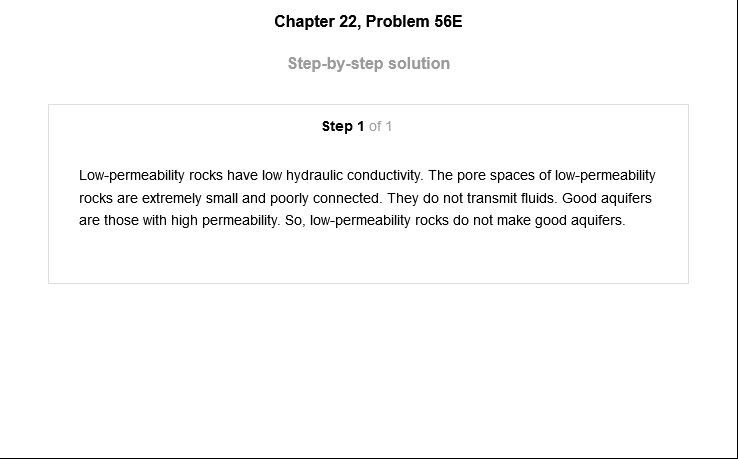 Chapter 22, Problem 56E
Step-by-step solution
Step 1 of 1
Low-permeability rocks have low hydraulic conductivity. The pore spaces of low-permeability
rocks are extremely small and poorly connected. They do not transmit fluids. Good aquifers
are those with high permeability. So, low-permeability rocks do not make good aquifers.